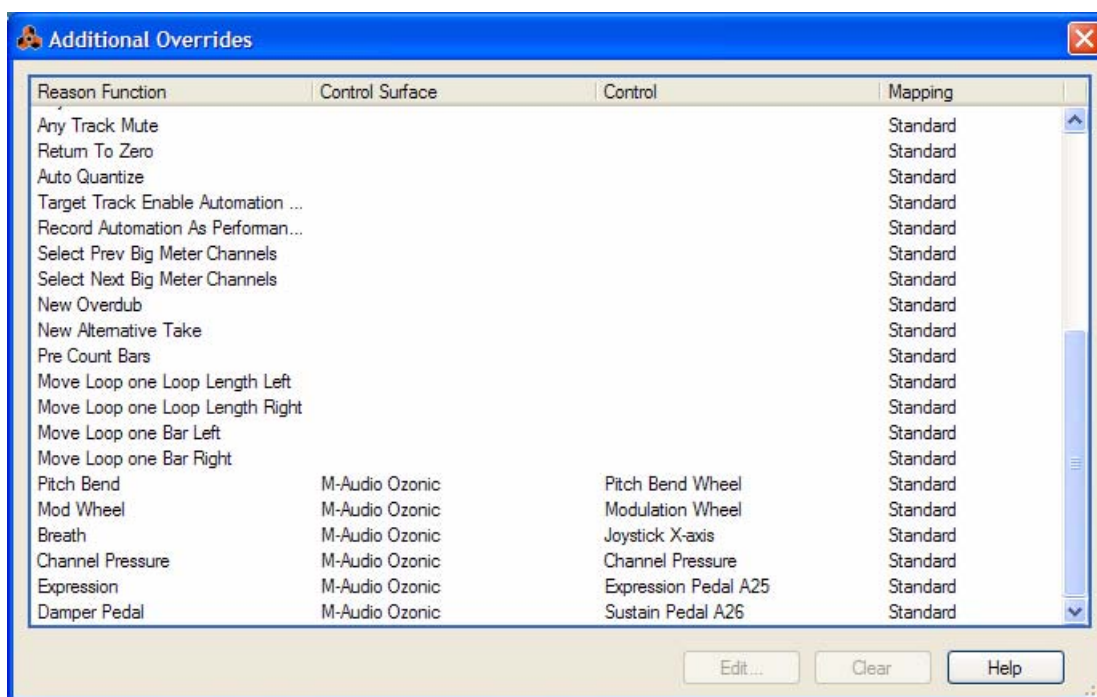 Additional Overrides
Reason Function Control Surface Control Mapping
Any Track Mute Standard
Return To Zero Standard
Auto Quantize Standard
Target Track Enable Automation ... Standard
Record Automation As Performan... Standard
Select Prev Big Meter Channels Standard
Select Next Big Meter Channels Standard
New Overdub Standard
New Alternative Take Standard
Pre Count Bars Standard
Move Loop one Loop Length Left Standard
Move Loop one Loop Length Right Standard
Move Loop one Bar Left Standard
Move Loop one Bar Right Standard
Pitch Bend M-Audio Ozonic Pitch Bend Wheel Standard
Mod Wheel M-Audio Ozonic Modulation Wheel Standard
Breath M-Audio Ozonic Joystick X-axis Standard
Channel Pressure M-Audio Ozonic Channel Pressure Standard
Expression M-Audio Ozonic Expression Pedal A25 Standard
Damper Pedal M-Audio Ozonic Sustain Pedal A26 Standard
Edit... Clear Help